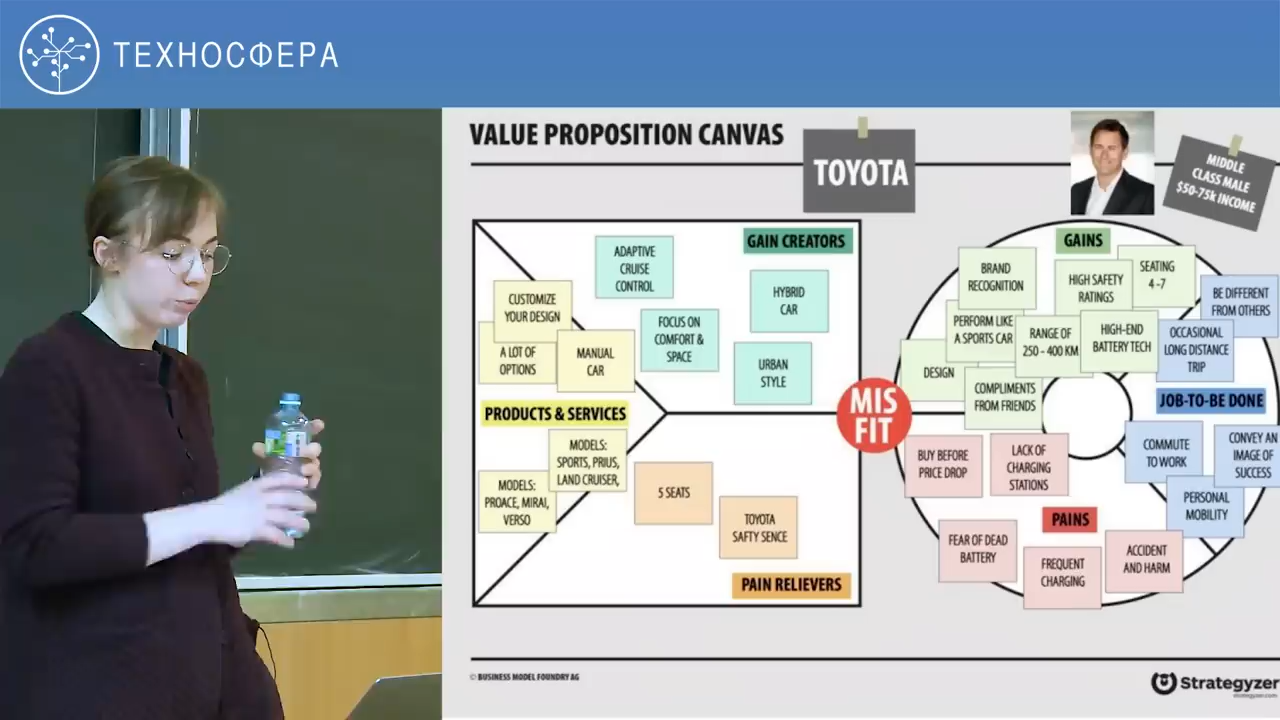 ТЕХНОСФЕРА
VALUE PROPOSITION CANVAS
TOYOTA
MIDDLE
CLASS MALE
$50-75k INCOME
GAIN CREATORS
ADAPTIVE
CRUISE
CONTROL
HYBRID
CAR
FOCUS ON
COMFORT &
SPACE
URBAN
STYLE
CUSTOMIZE
YOUR DESIGN
A LOT OF
OPTIONS
MANUAL
CAR
PRODUCTS & SERVICES
MODELS:
SPORTS, PRIUS,
LAND CRUISER,
MODELS:
PROACE, MIRAI,
VERSO
5 SEATS
TOYOTA
SAFTY SENCE
PAIN RELIEVERS
MIS
FIT
GAINS
BRAND
RECOGNITION
HIGH SAFETY
RATINGS
SEATING
4 -7
PERFORM LIKE
A SPORTS CAR
RANGE OF
250 – 400 KM
HIGH-END
BATTERY TECH
DESIGN
COMPLIMENTS
FROM FRIENDS
BE DIFFERENT
FROM OTHERS
OCCASIONAL
LONG DISTANCE
TRIP
JOB-TO-BE DONE
COMMUTE
TO WORK
CONVEY AN
IMAGE OF
SUCCESS
PERSONAL
MOBILITY
BUY BEFORE
PRICE DROP
LACK OF
CHARGING
STATIONS
PAINS
FEAR OF DEAD
BATTERY
FREQUENT
CHARGING
ACCIDENT
AND HARM
© BUSINESS MODEL FOUNDRY AG
Strategyzer
strategyzer.com